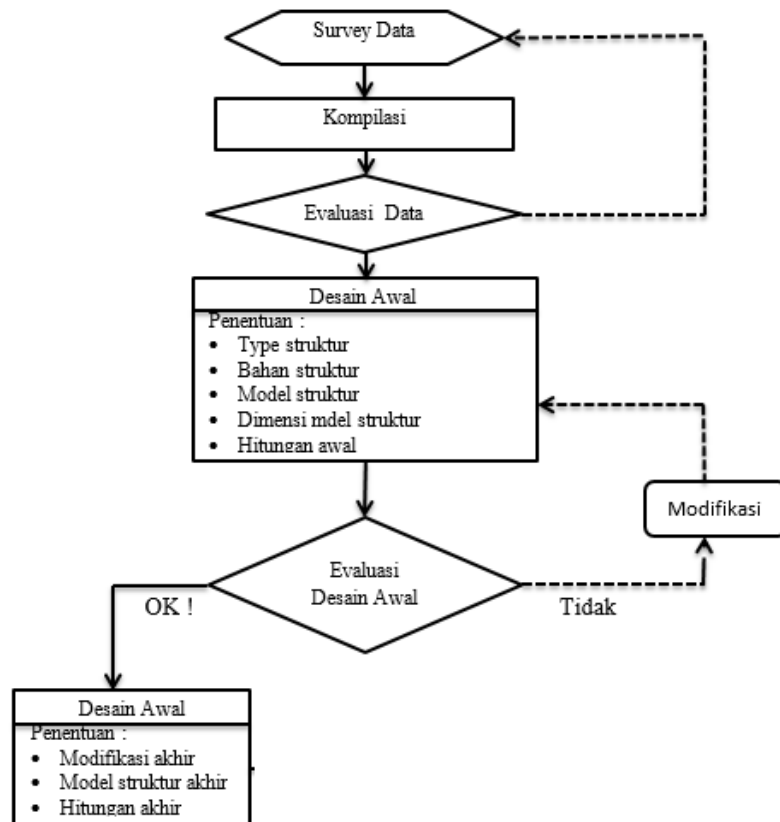 Survey Data
Kompilasi
Evaluasi Data
Desain Awal
Penentuan :
• Type struktur
• Bahan struktur
• Model struktur
• Dimensi mdel struktur
• Hitungan awal
Modifikasi
Evaluasi
Desain Awal
OK !
Tidak
Desain Awal
Penentuan :
• Modifikasi akhir
• Model struktur akhir
• Hitungan akhir